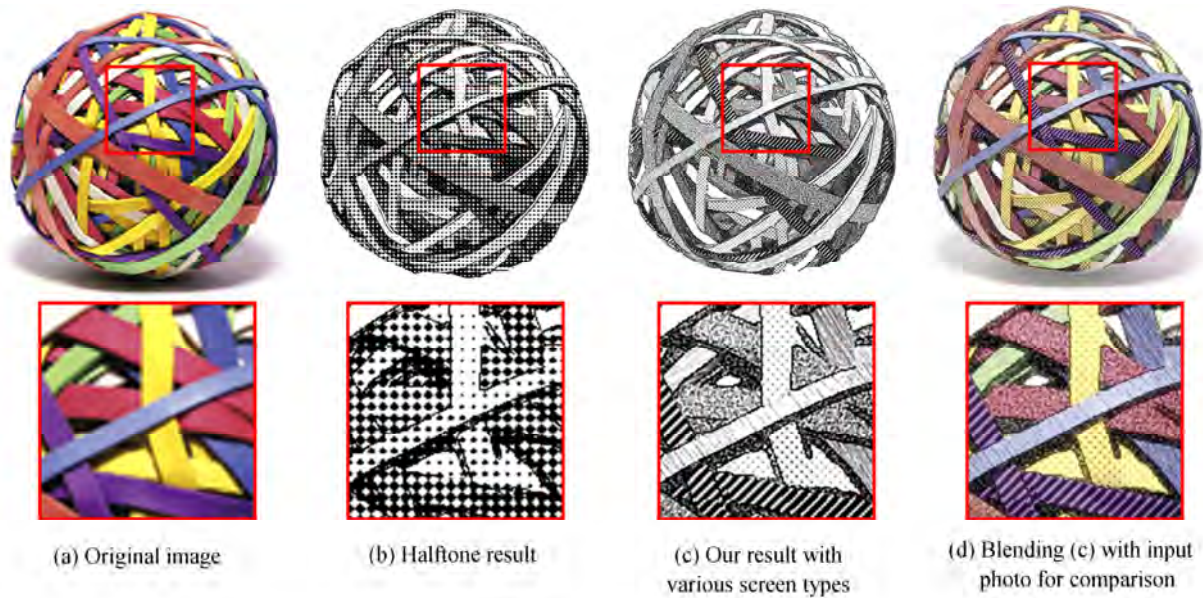 (a) Original image
(b) Halftone result
(c) Our result with
various screen types
(d) Blending (c) with input
photo for comparison